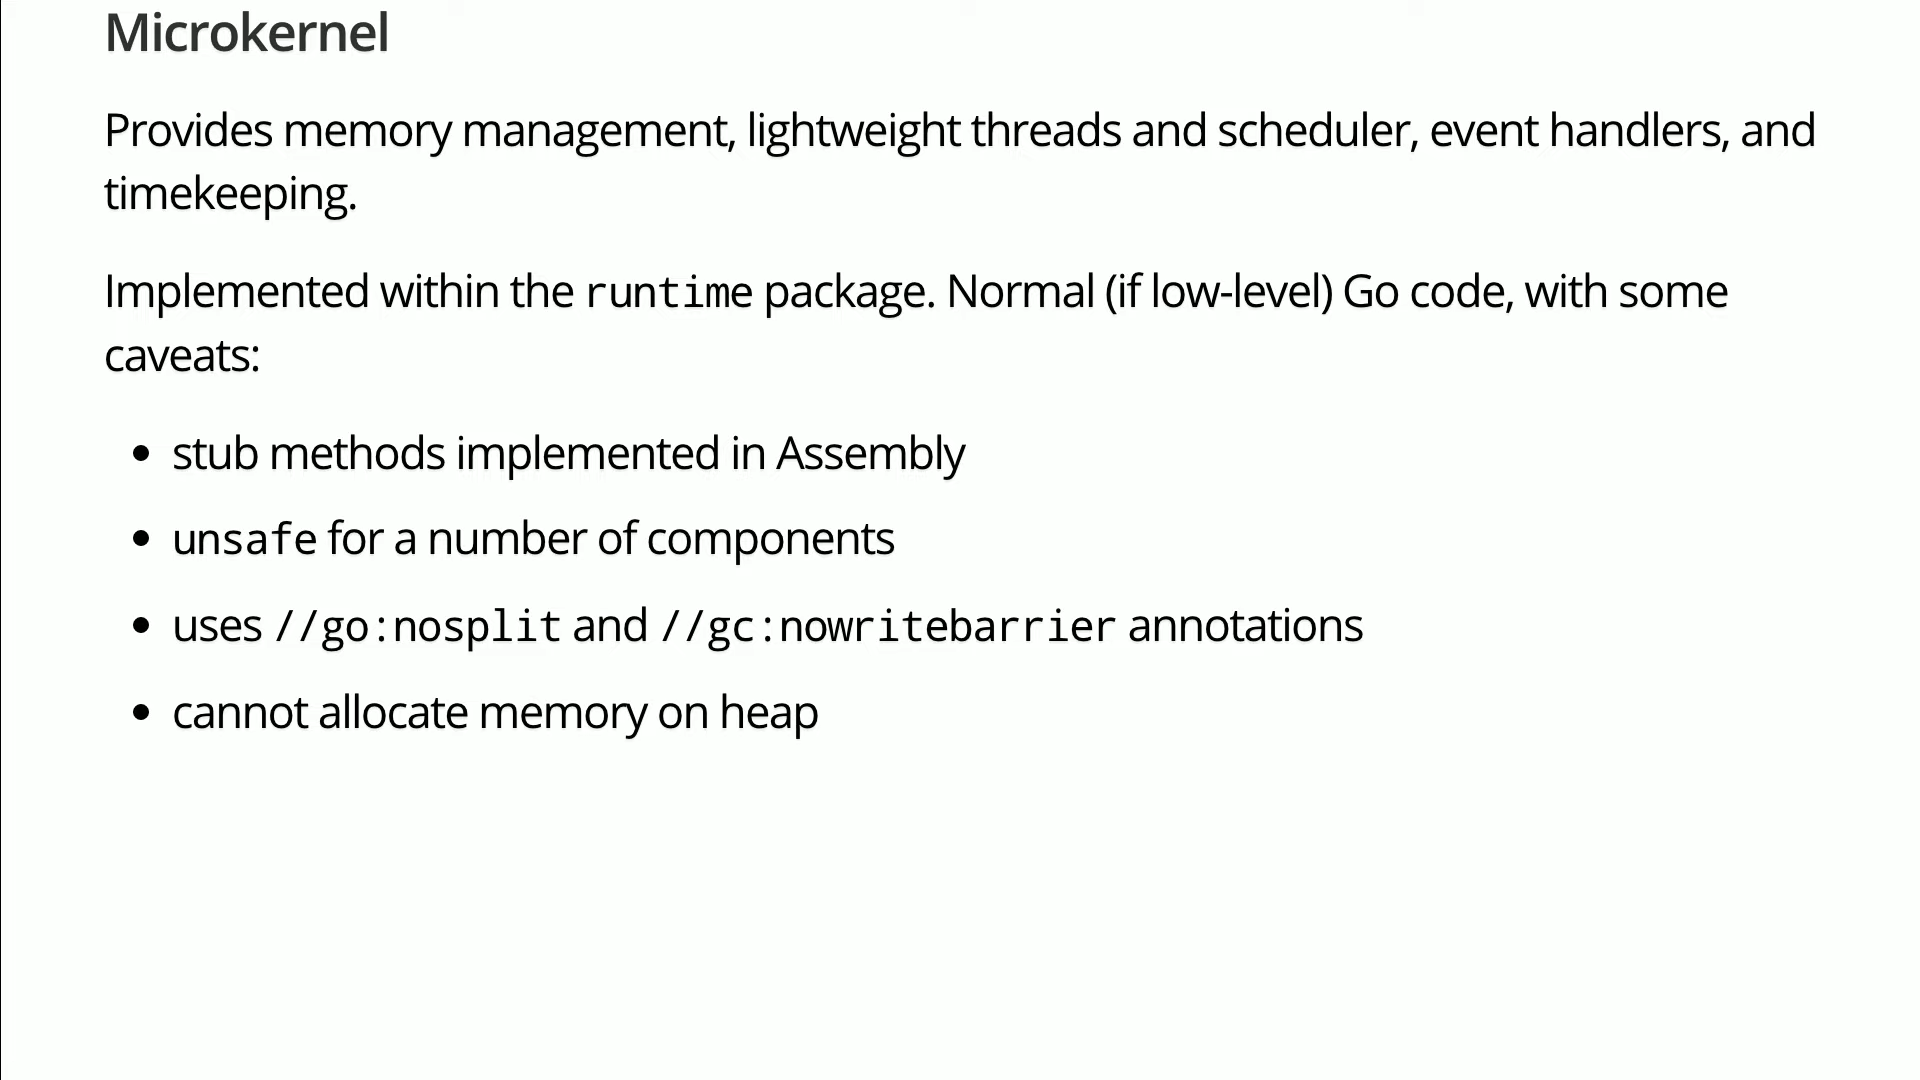 Microkernel
Provides memory management, lightweight threads and scheduler, event handlers, and
timekeeping.
Implemented within the runtime package. Normal (if low-level) Go code, with some
caveats:
• stub methods implemented in Assembly
• unsafe for a number of components
• uses //go:nosplit and //gc:nowritebarrier annotations
• cannot allocate memory on heap